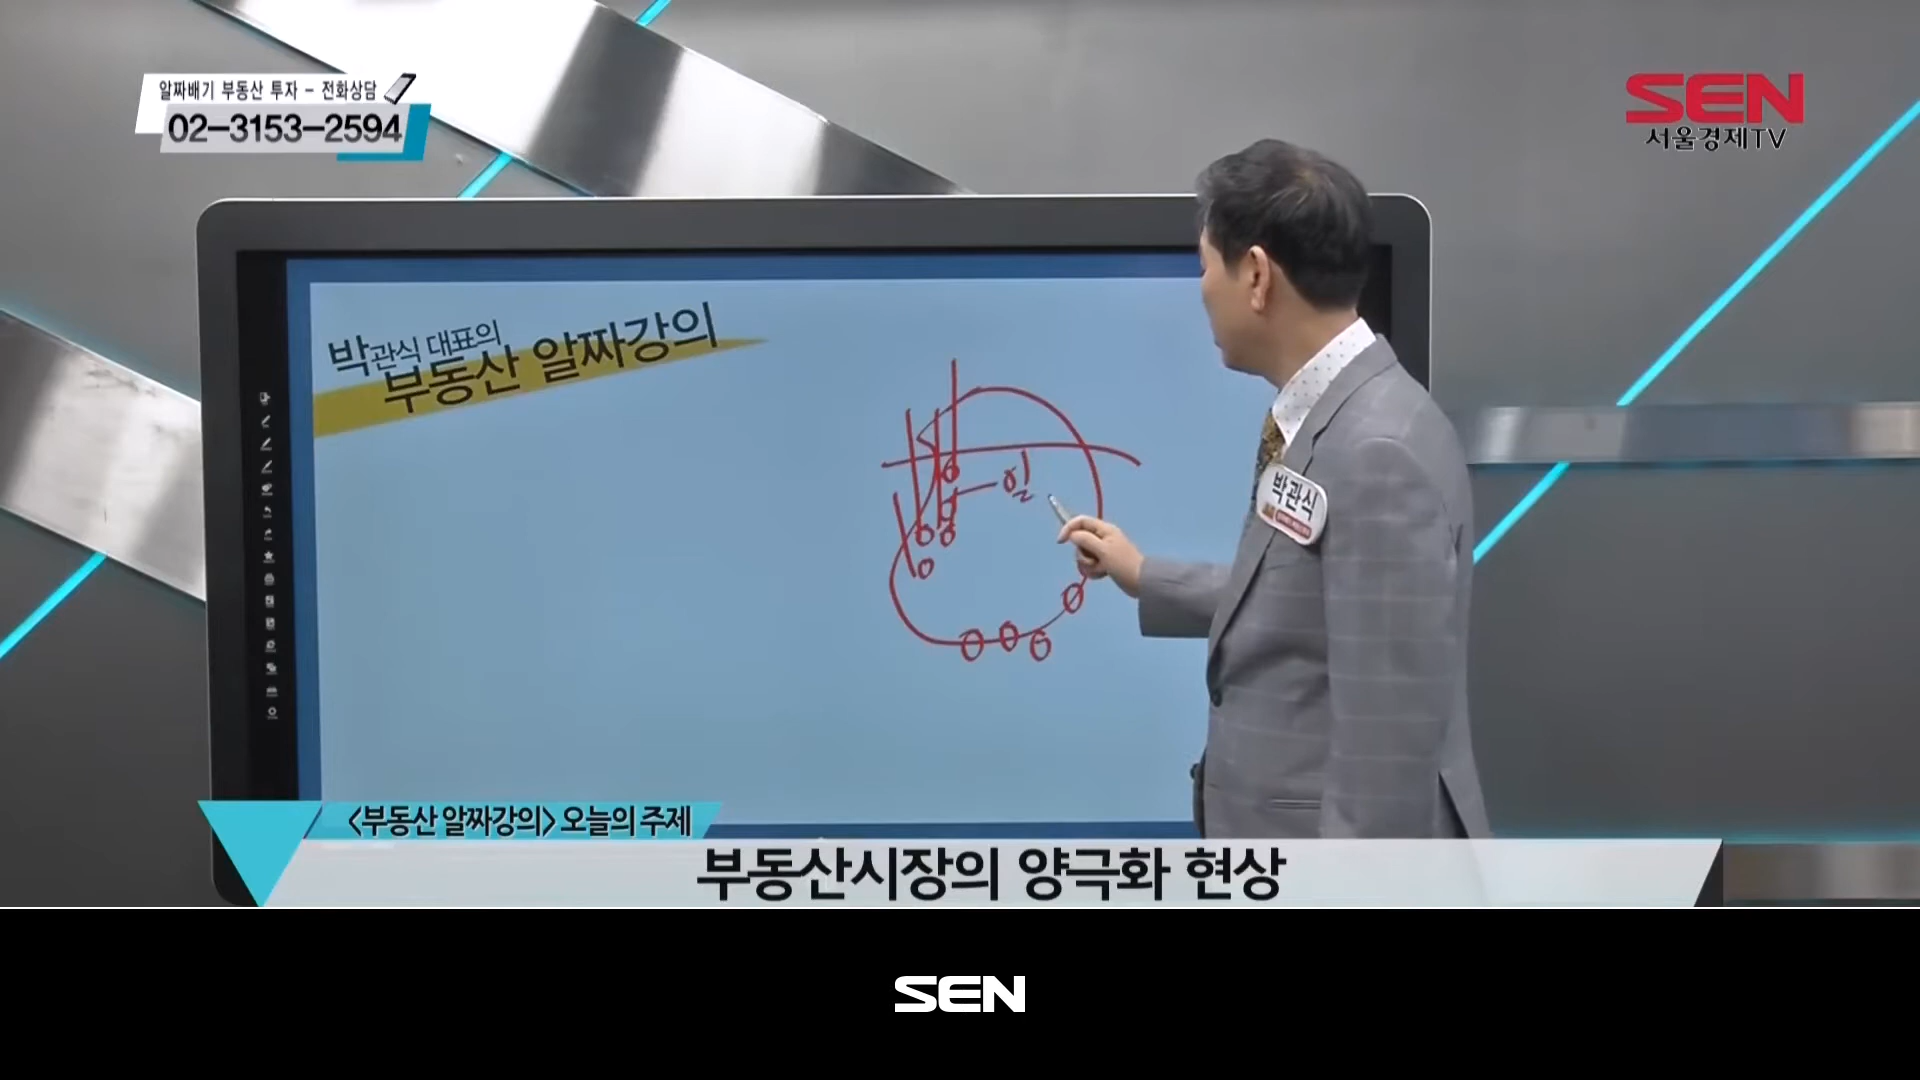 알짜배기 부동산 투자 - 전화상담
02-3153-2594
SEN
서울경제TV
박관식 대표의
부동산 알짜강의
일
박관식
<부동산 알짜강의> 오늘의 주제
부동산시장의 양극화 현상
SEN